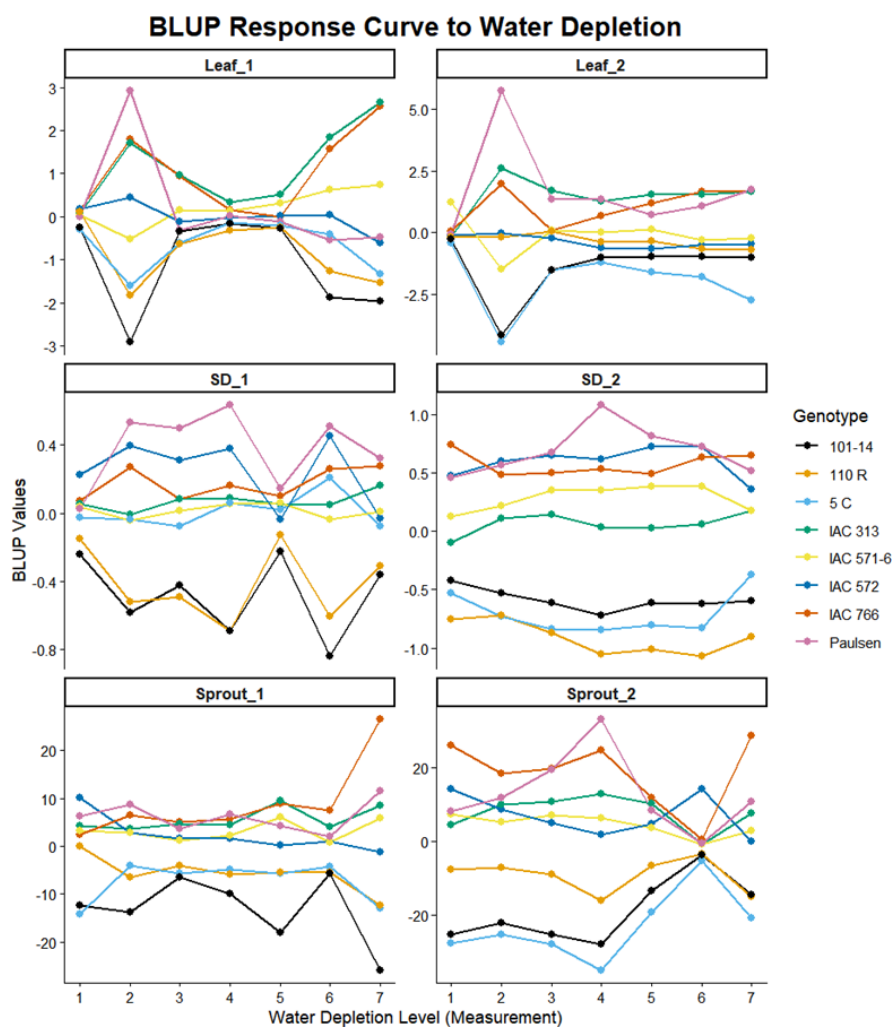 BLUP Response Curve to Water Depletion
Leaf_1
Leaf_2
3
2
1
0
-1
-2
-3
5.0
2.5
0.0
-2.5
SD_1
SD_2
0.4
0.0
-0.4
-0.8
1.0
0.5
0.0
-0.5
-1.0
BLUP Values
Genotype
101-14
110 R
5 C
IAC 313
IAC 571-6
IAC 572
IAC 766
Paulsen
Sprout_1
Sprout_2
20
10
0
-10
-20
20
0
-20
1 2 3 4 5 6 7
1 2 3 4 5 6 7
Water Depletion Level (Measurement)